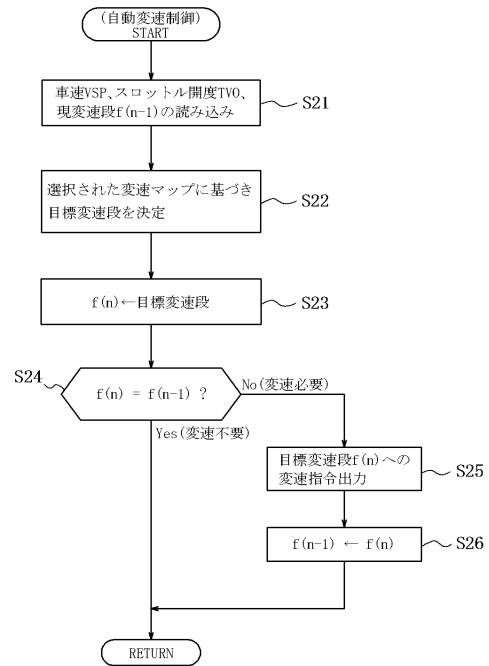 (自動変速制御)
START
車速VSP、スロットル開度TVO、
現変速段f(n-1)の読み込み
S21
選択された変速マップに基づき
目標変速段を決定
S22
f(n)←目標変速段
S23
S24
f(n) = f(n-1) ?
No(変速必要)
Yes(変速不要)
目標変速段f(n)への
変速指令出力
S25
f(n-1) ← f(n)
S26
RETURN